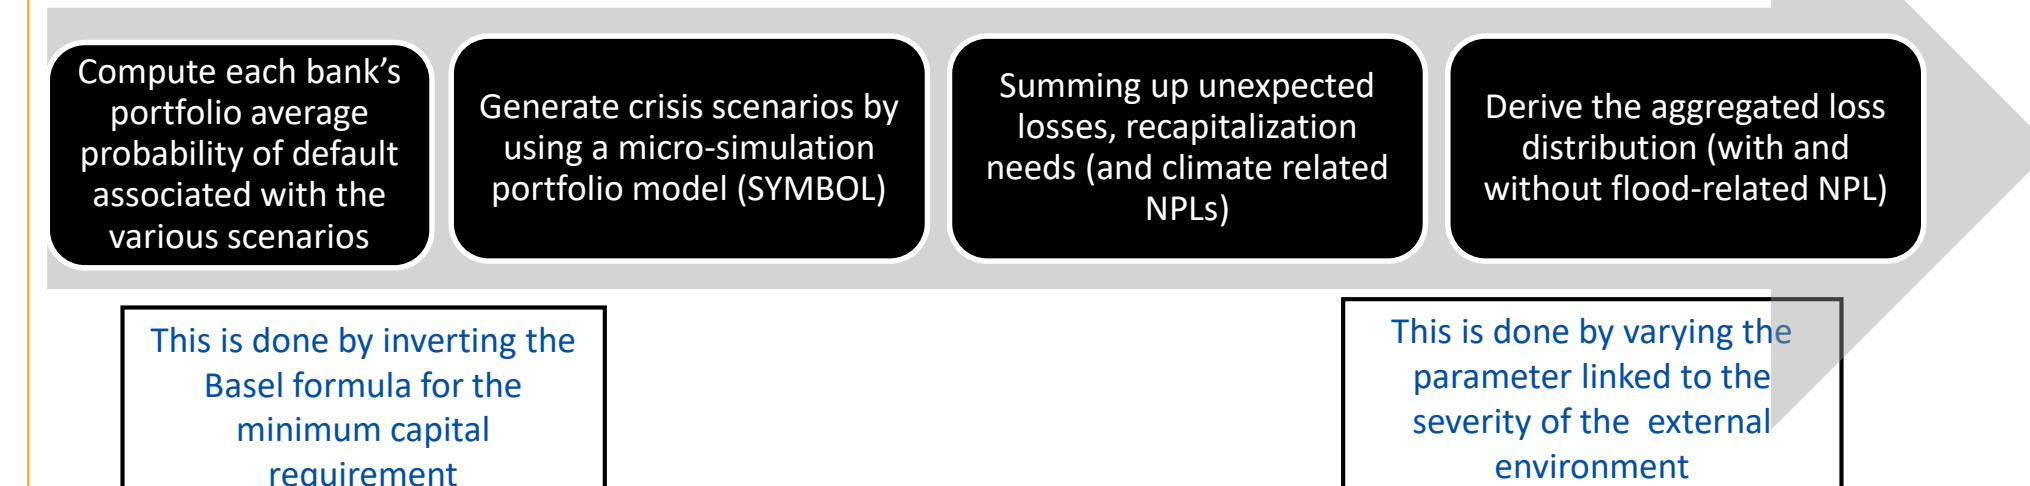 Compute each bank’s
portfolio average
probability of default
associated with the
various scenarios
Generate crisis scenarios by
using a micro-simulation
portfolio model (SYMBOL)
Summing up unexpected
losses, recapitalization
needs (and climate related
NPLs)
Derive the aggregated loss
distribution (with and
without flood-related NPL)
This is done by inverting the
Basel formula for the
minimum capital
requirement
This is done by varying the
parameter linked to the
severity of the  external
environment